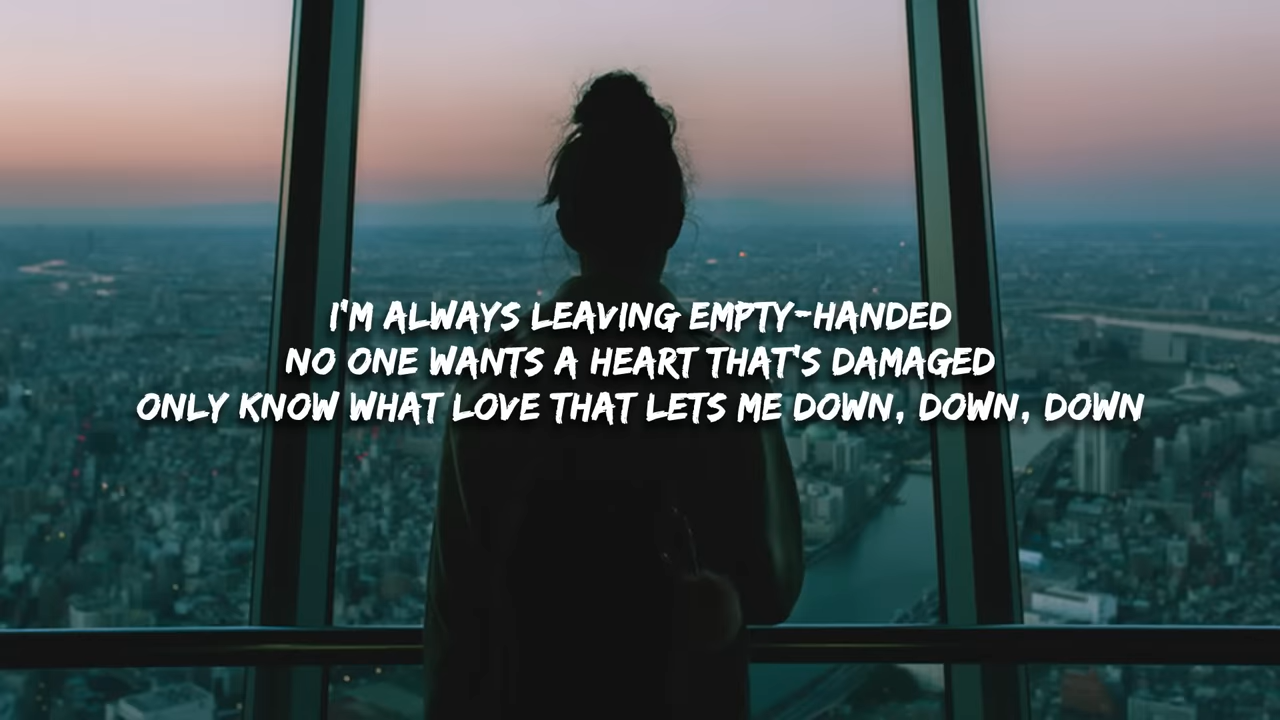 I'M ALWAYS LEAVING EMPTY-HANDED
NO ONE WANTS A HEART THAT'S DAMAGED
ONLY KNOW WHAT LOVE THAT LETS ME DOWN, DOWN, DOWN